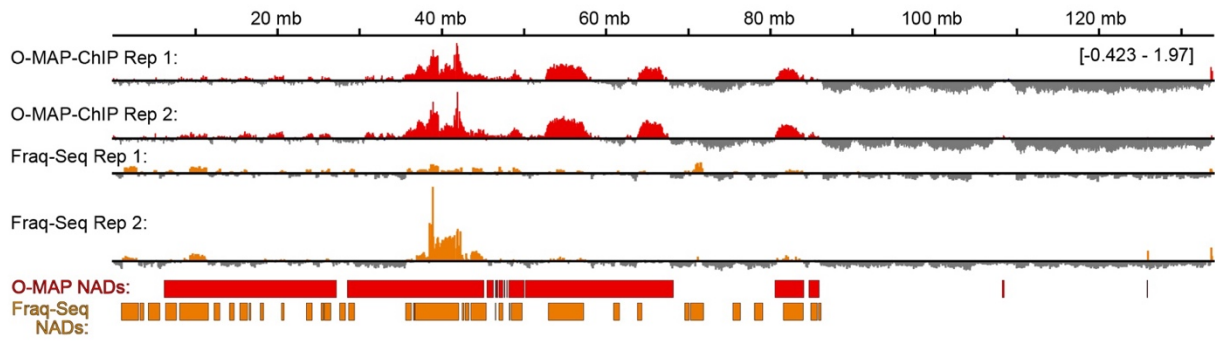 20 mb 40 mb 60 mb 80 mb 100 mb 120 mb
O-MAP-ChIP Rep 1: [-0.423 - 1.97]
O-MAP-ChIP Rep 2:
Fraq-Seq Rep 1:
Fraq-Seq Rep 2:
O-MAP NADs:
Fraq-Seq
NADs: